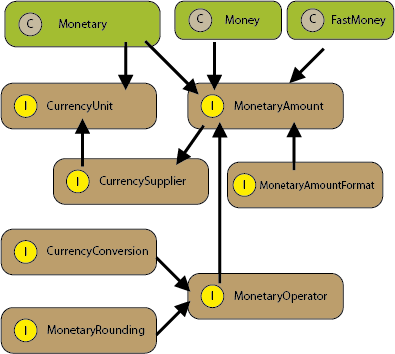 C Monetary
C Money
C FastMoney
I CurrencyUnit
I MonetaryAmount
I CurrencySupplier
I MonetaryAmountFormat
I CurrencyConversion
I MonetaryOperator
I MonetaryRounding